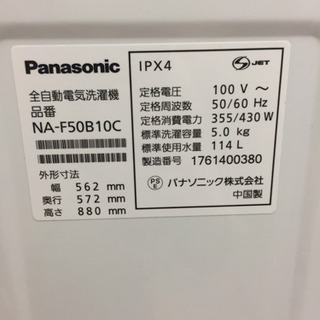 Panasonic
全自動電気洗濯機
品番
NA-F50B10C
外形寸法
幅 562 mm
奥行 572 mm
高さ 880 mm
IPX4
JET
定格電圧 100 V～
定格周波数 50/60 Hz
定格消費電力 355/430 W
標準洗濯容量 5.0 kg
標準使用水量 114 L
製造番号 1761400380
PS E パナソニック株式会社
中国製